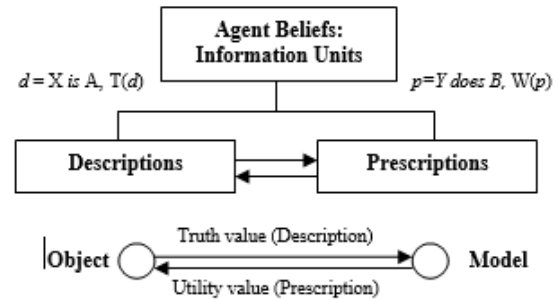 Agent Beliefs:
Information Units
d = X is A, T(d)
p=Y does B, W(p)
Descriptions
Prescriptions
Truth value (Description)
Object
Model
Utility value (Prescription)